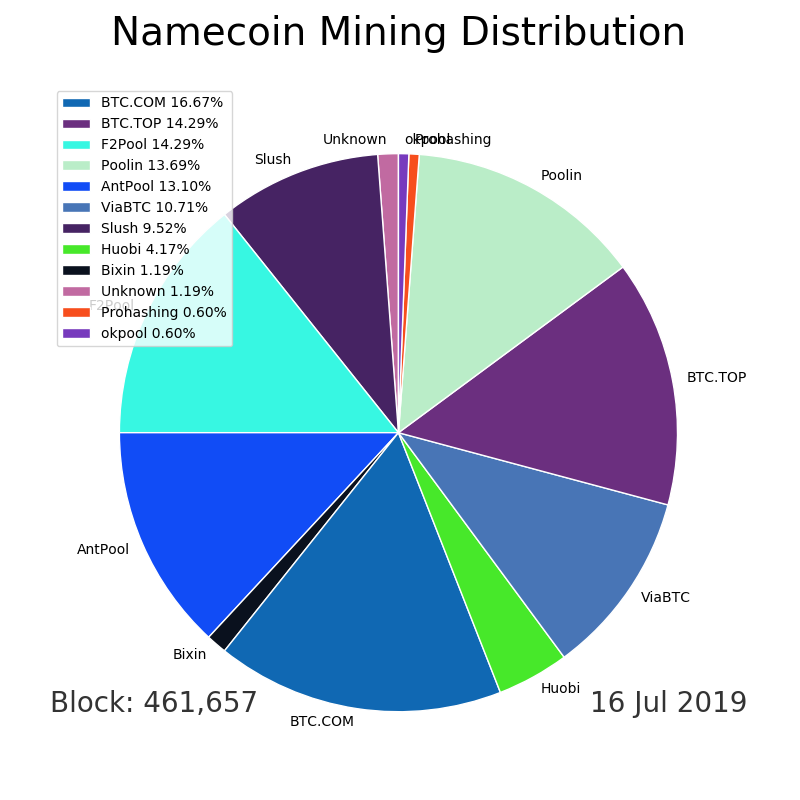 Namecoin Mining Distribution
BTC.COM 16.67%
BTC.TOP 14.29%
F2Pool 14.29%
Poolin 13.69%
AntPool 13.10%
ViaBTC 10.71%
Slush 9.52%
Huobi 4.17%
Bixin 1.19%
Unknown 1.19%
Prohashing 0.60%
okpool 0.60%
Unknown
okpool
Prohashing
Slush
Poolin
F2Pool
BTC.TOP
AntPool
ViaBTC
Bixin
Huobi
BTC.COM
Block: 461,657
16 Jul 2019